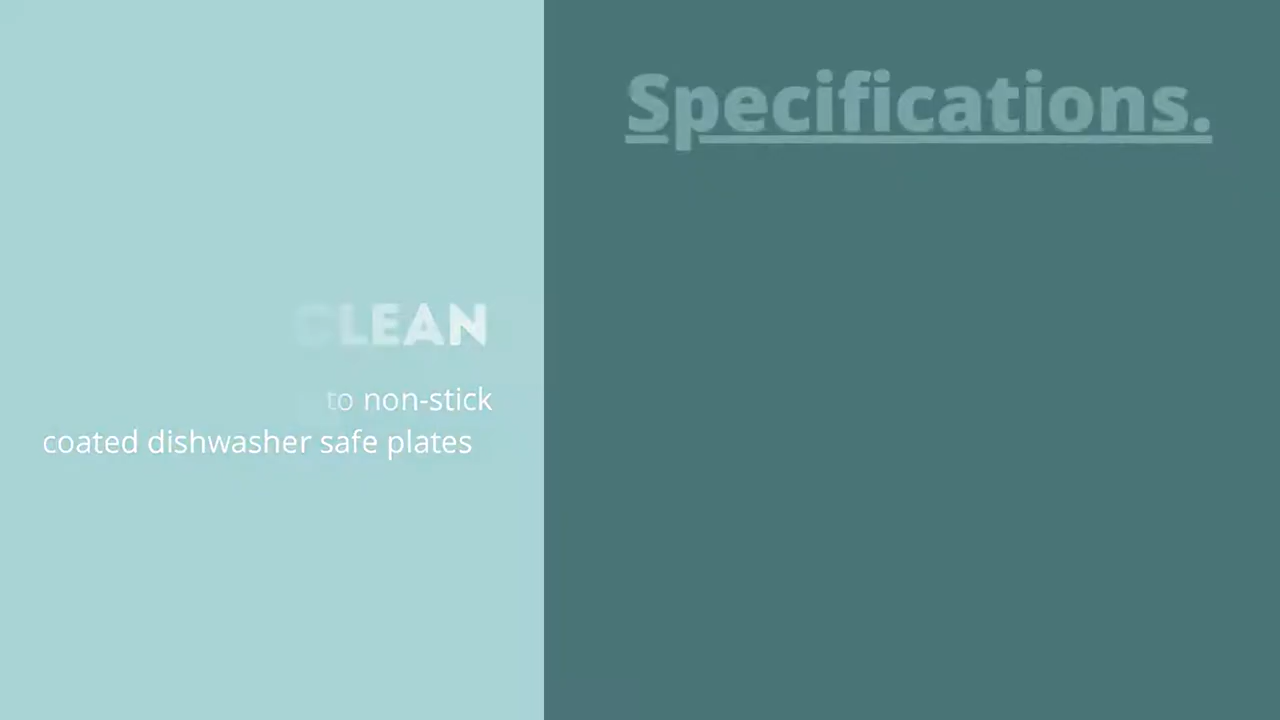 Specifications.
CLEAN
to non-stick
coated dishwasher safe plates